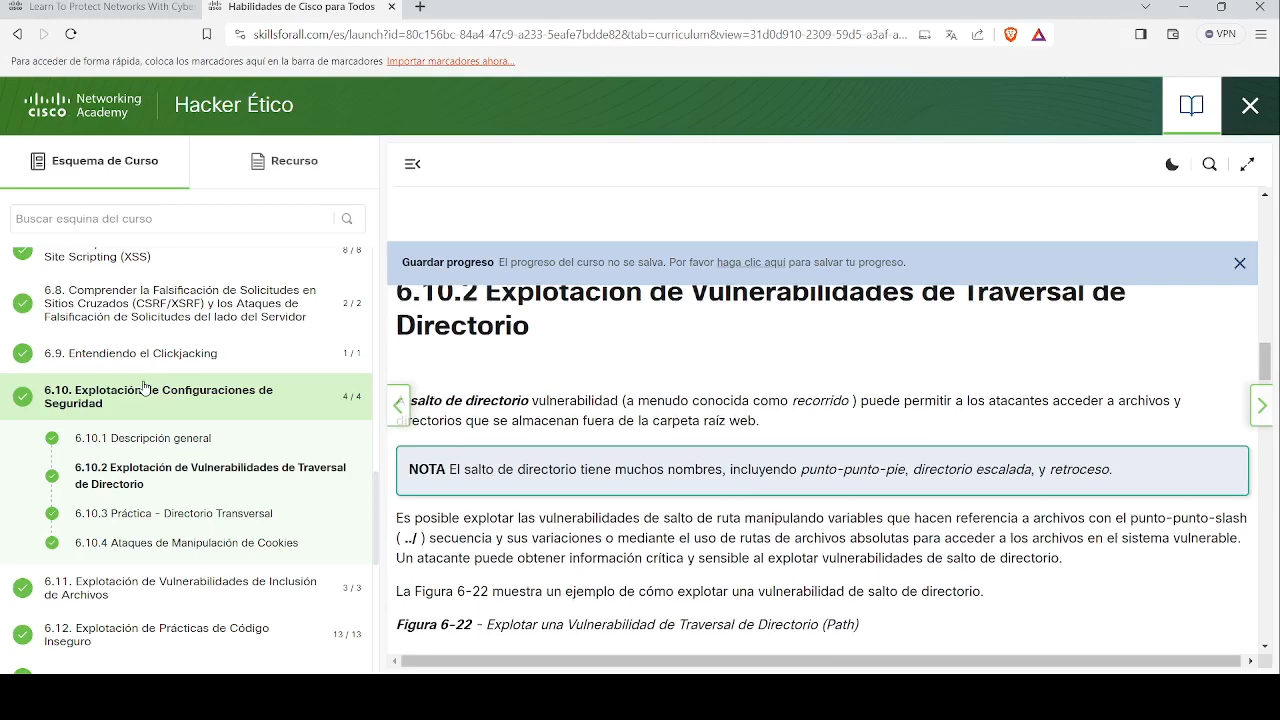 Learn To Protect Networks With Cybe
Habilidades de Cisco para Todos
skillsforall.com/es/launch?id=80c156bc-84a4-47c9-a233-5eafe7bdde82&tab=curriculum&view=31d0d910-2309-59d5-a3af-a...
VPN
Para acceder de forma rápida, coloca los marcadores aquí en la barra de marcadores Importar marcadores ahora...
cisco Networking Academy
Hacker Ético
Esquema de Curso
Recurso
Buscar esquina del curso
Site Scripting (XSS)
8 / 8
6.8. Comprender la Falsificación de Solicitudes en
Sitios Cruzados (CSRF/XSRF) y los Ataques de
Falsificación de Solicitudes del lado del Servidor
2 / 2
6.9. Entendiendo el Clickjacking
1 / 1
6.10. Explotación de Configuraciones de
Seguridad
4 / 4
6.10.1 Descripción general
6.10.2 Explotación de Vulnerabilidades de Traversal
de Directorio
6.10.3 Práctica - Directorio Transversal
6.10.4 Ataques de Manipulación de Cookies
6.11. Explotación de Vulnerabilidades de Inclusión
de Archivos
3 / 3
6.12. Explotación de Prácticas de Código
Inseguro
13 / 13
Guardar progreso El progreso del curso no se salva. Por favor haga clic aquí para salvar tu progreso.
6.10.2 Explotación de Vulnerabilidades de Traversal de
Directorio
salto de directorio vulnerabilidad (a menudo conocida como recorrido ) puede permitir a los atacantes acceder a archivos y
directorios que se almacenan fuera de la carpeta raíz web.
NOTA El salto de directorio tiene muchos nombres, incluyendo punto-punto-pie, directorio escalada, y retroceso.
Es posible explotar las vulnerabilidades de salto de ruta manipulando variables que hacen referencia a archivos con el punto-punto-slash
( ../ ) secuencia y sus variaciones o mediante el uso de rutas de archivos absolutas para acceder a los archivos en el sistema vulnerable.
Un atacante puede obtener información crítica y sensible al explotar vulnerabilidades de salto de directorio.
La Figura 6-22 muestra un ejemplo de cómo explotar una vulnerabilidad de salto de directorio.
Figura 6-22 - Explotar una Vulnerabilidad de Traversal de Directorio (Path)